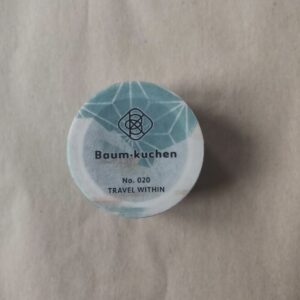 Baum-kuchen
No. 020
TRAVEL WITHIN